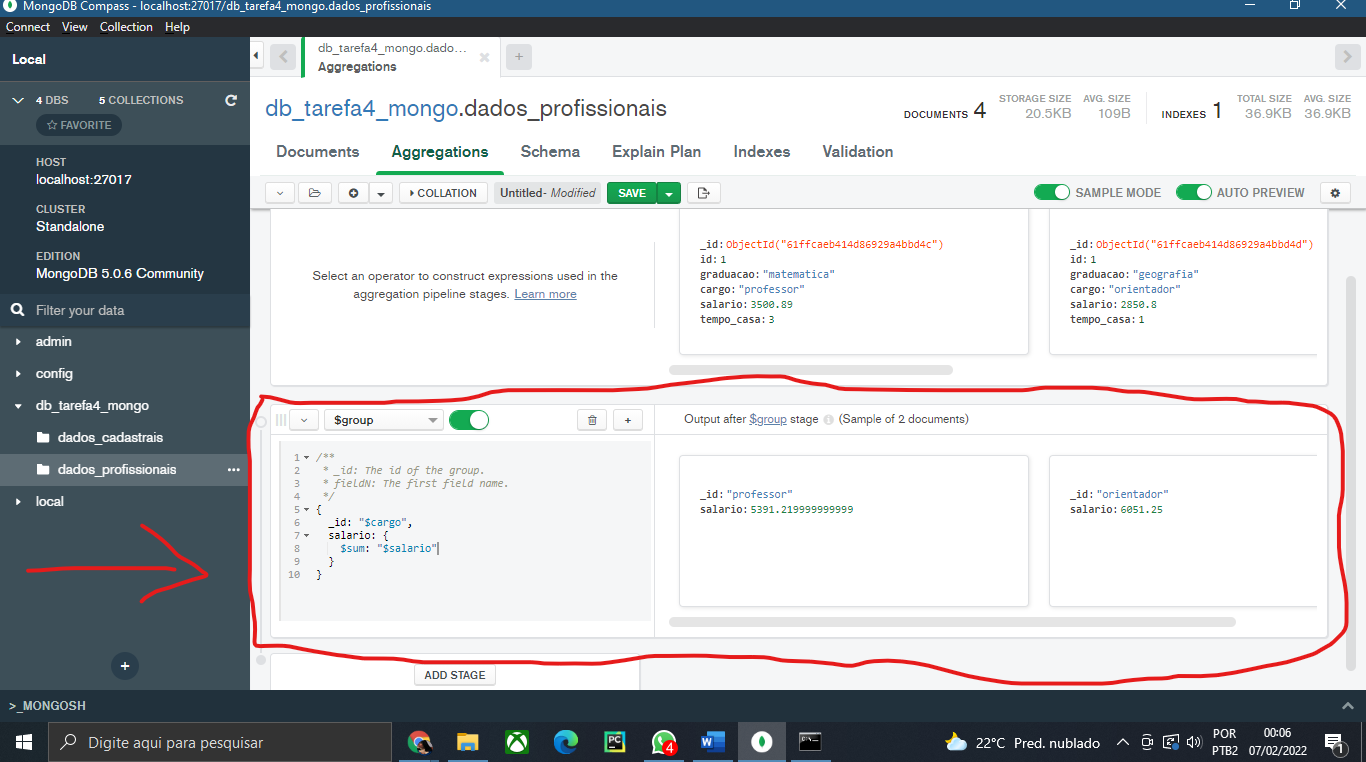 MongoDB Compass - localhost:27017/db_tarefa4_mongo.dados_profissionais
Connect View Collection Help
Local
4 DBS 5 COLLECTIONS
FAVORITE
HOST
localhost:27017
CLUSTER
Standalone
EDITION
MongoDB 5.0.6 Community
Filter your data
admin
config
db_tarefa4_mongo
dados_cadastrais
dados_profissionais
local
>_MONGOSH
db_tarefa4_mongo.dado...
Aggregations
db_tarefa4_mongo.dados_profissionais
DOCUMENTS 4
STORAGE SIZE
20.5KB
AVG. SIZE
109B
INDEXES 1
TOTAL SIZE
36.9KB
AVG. SIZE
36.9KB
Documents Aggregations Schema Explain Plan Indexes Validation
COLLATION
Untitled- Modified
SAVE
SAMPLE MODE
AUTO PREVIEW
Select an operator to construct expressions used in the
aggregation pipeline stages. Learn more
_id: ObjectId("61ffcaeb414d86929a4bbd4c")
id: 1
graduacao: "matematica"
cargo: "professor"
salario: 3500.89
tempo_casa: 3
_id: ObjectId("61ffcaeb414d86929a4bbd4d")
id: 1
graduacao: "geografia"
cargo: "orientador"
salario: 2850.8
tempo_casa: 1
$group
Output after $group stage (Sample of 2 documents)
1 /**
2 * _id: The id of the group.
3 * fieldN: The first field name.
4 */
5 {
6 _id: "$cargo",
7 salario: {
8 $sum: "$salario"
9 }
10 }
_id: "professor"
salario: 5391.219999999999
_id: "orientador"
salario: 6051.25
ADD STAGE
Digite aqui para pesquisar
4
22°C Pred. nublado
POR
PTB2
00:06
07/02/2022
1